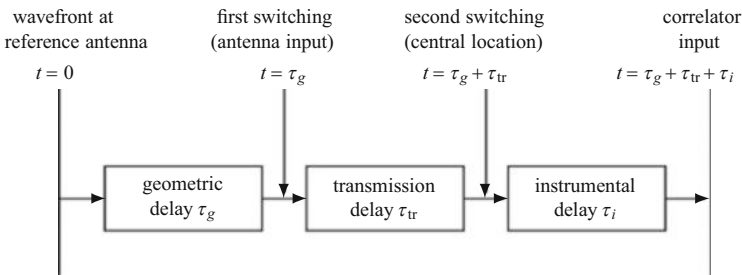 wavefront at
reference antenna
t = 0
first switching
(antenna input)
t = τg
second switching
(central location)
t = τg + τtr
correlator
input
t = τg + τtr + τi
geometric
delay τg
transmission
delay τtr
instrumental
delay τi